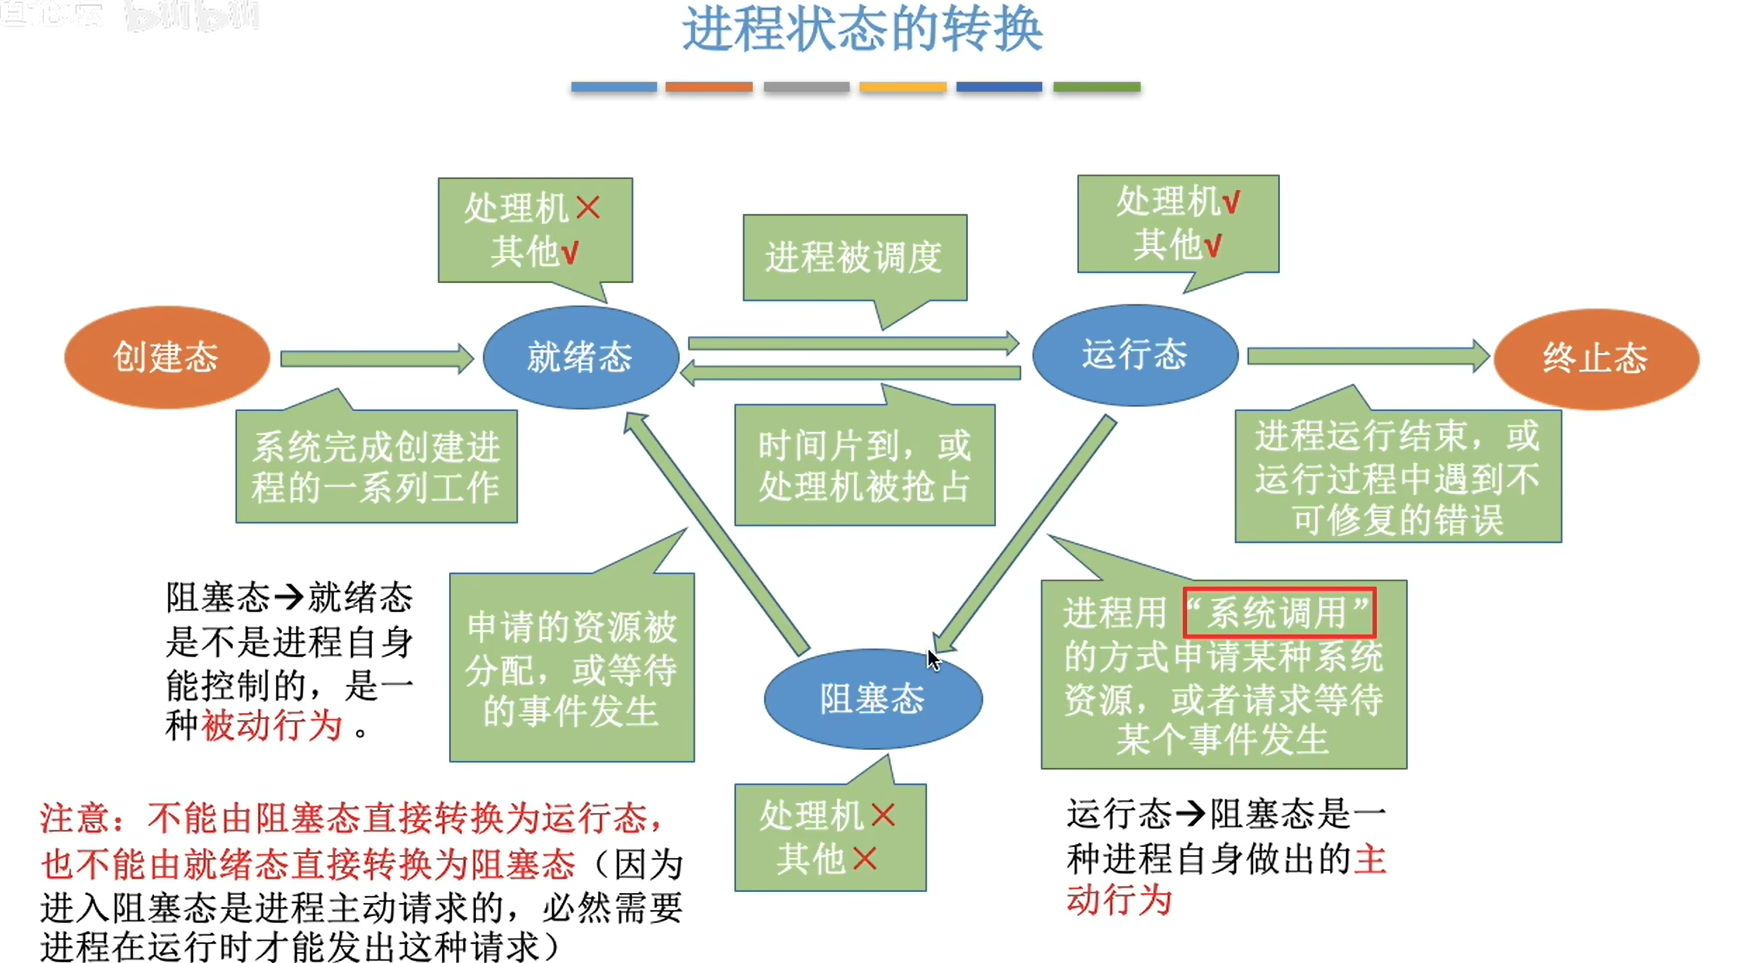 进程状态的转换
处理机×
其他√
进程被调度
处理机√
其他√
创建态
就绪态
运行态
终止态
系统完成创建进
程的一系列工作
时间片到，或
处理机被抢占
进程运行结束，或
运行过程中遇到不
可修复的错误
阻塞态→就绪态
是不是进程自身
能控制的，是一
种被动行为。
申请的资源被
分配，或等待
的事件发生
阻塞态
进程用“系统调用”
的方式申请某种系统
资源，或者请求等待
某个事件发生
处理机×
其他×
注意：不能由阻塞态直接转换为运行态，
也不能由就绪态直接转换为阻塞态（因为
进入阻塞态是进程主动请求的，必然需要
进程在运行时才能发出这种请求）
运行态→阻塞态是一
种进程自身做出的主
动行为